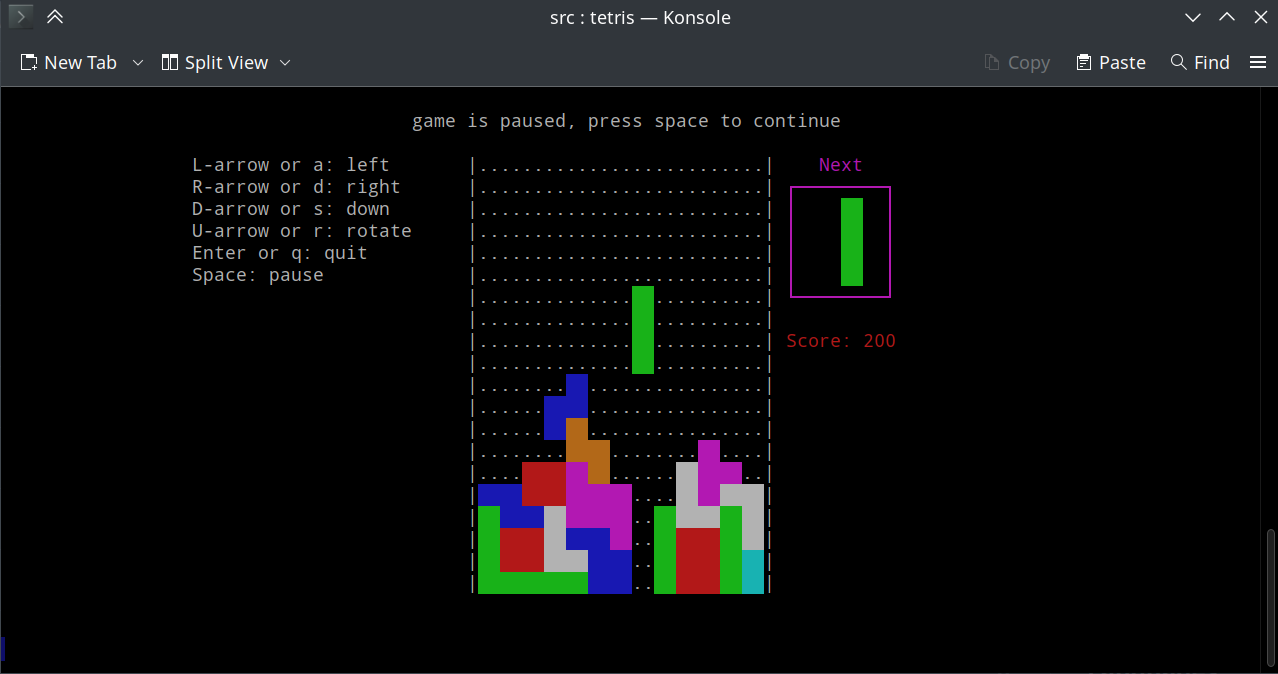 src : tetris — Konsole
New Tab
Split View
Copy
Paste
Find
game is paused, press space to continue
L-arrow or a: left
R-arrow or d: right
D-arrow or s: down
U-arrow or r: rotate
Enter or q: quit
Space: pause
Next
Score: 200